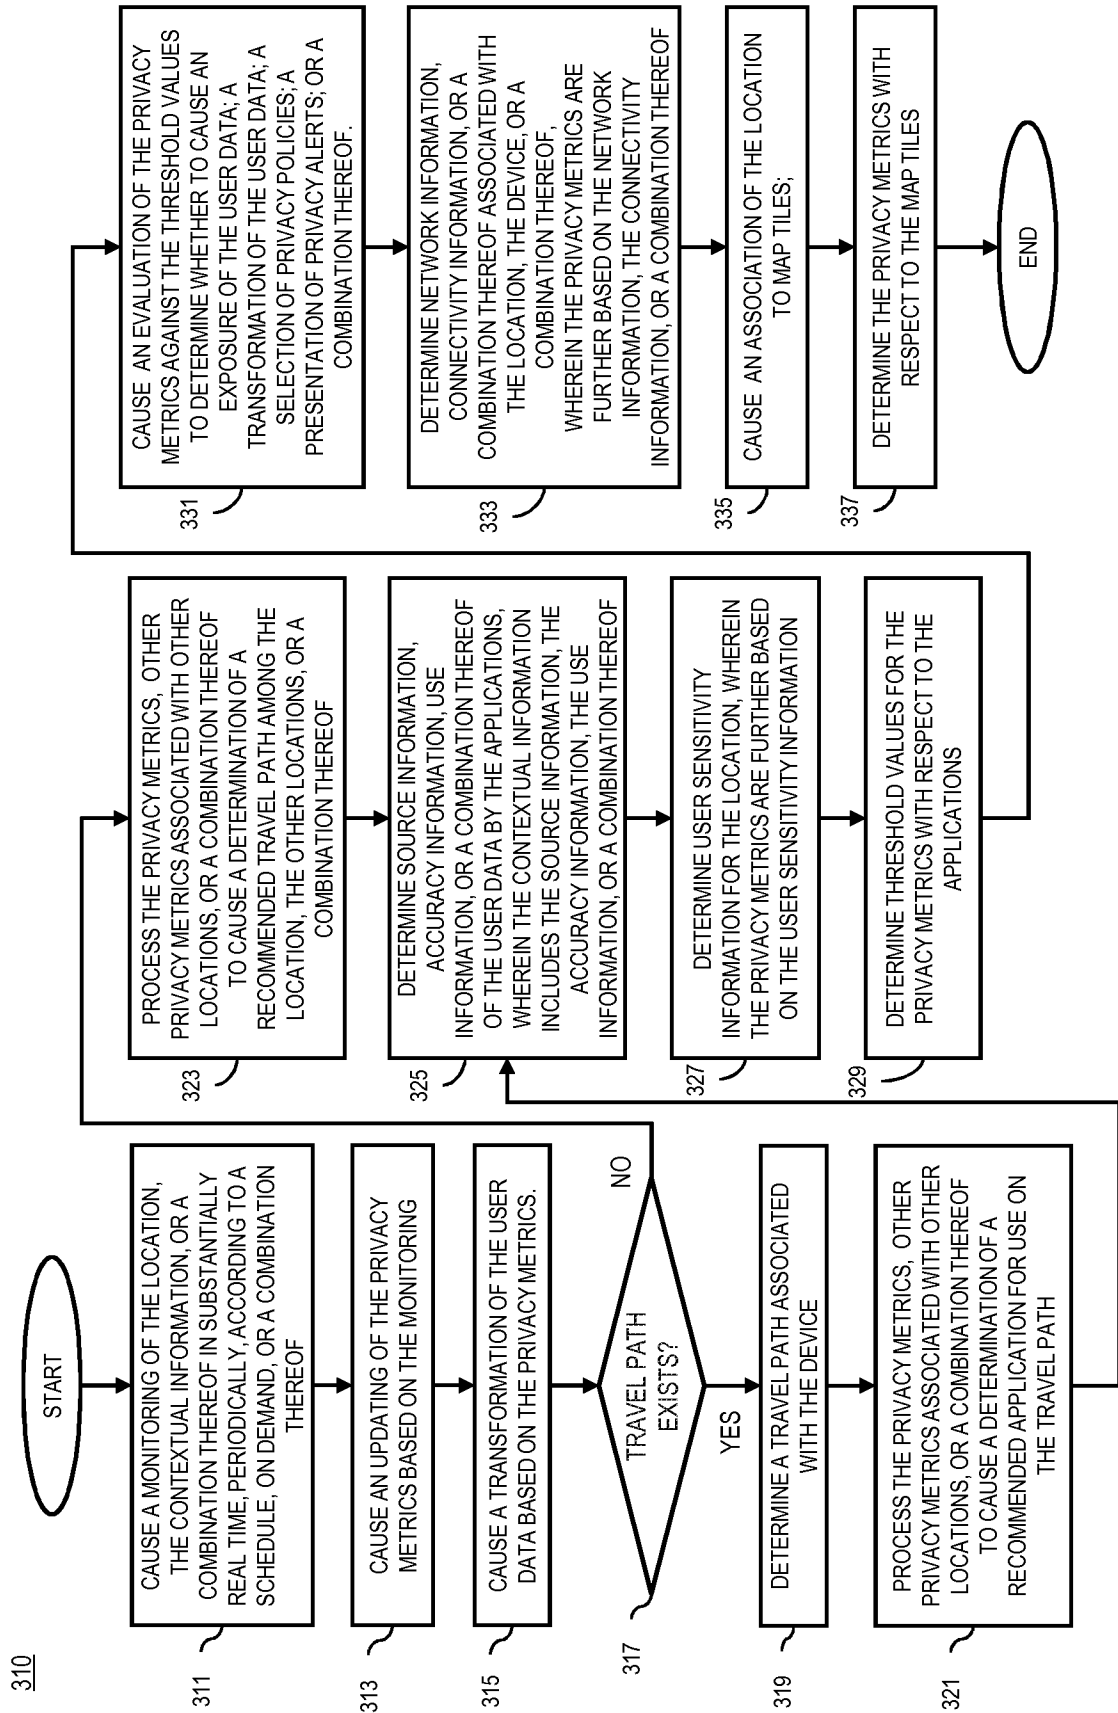 310
START
CAUSE A MONITORING OF THE LOCATION,
THE CONTEXTUAL INFORMATION, OR A
COMBINATION THEREOF IN SUBSTANTIALLY
REAL TIME, PERIODICALLY, ACCORDING TO A
SCHEDULE, ON DEMAND, OR A COMBINATION
THEREOF
311
CAUSE AN UPDATING OF THE PRIVACY
METRICS BASED ON THE MONITORING
313
CAUSE A TRANSFORMATION OF THE USER
DATA BASED ON THE PRIVACY METRICS.
315
TRAVEL PATH
EXISTS?
317
NO
YES
DETERMINE A TRAVEL PATH ASSOCIATED
WITH THE DEVICE
319
PROCESS THE PRIVACY METRICS, OTHER
PRIVACY METRICS ASSOCIATED WITH OTHER
LOCATIONS, OR A COMBINATION THEREOF
TO CAUSE A DETERMINATION OF A
RECOMMENDED APPLICATION FOR USE ON
THE TRAVEL PATH
321
PROCESS THE PRIVACY METRICS, OTHER
PRIVACY METRICS ASSOCIATED WITH OTHER
LOCATIONS, OR A COMBINATION THEREOF
TO CAUSE A DETERMINATION OF A
RECOMMENDED TRAVEL PATH AMONG THE
LOCATION, THE OTHER LOCATIONS, OR A
COMBINATION THEREOF
323
DETERMINE SOURCE INFORMATION,
ACCURACY INFORMATION, USE
INFORMATION, OR A COMBINATION THEREOF
OF THE USER DATA BY THE APPLICATIONS,
WHEREIN THE CONTEXTUAL INFORMATION
INCLUDES THE SOURCE INFORMATION, THE
ACCURACY INFORMATION, THE USE
INFORMATION, OR A COMBINATION THEREOF
325
DETERMINE USER SENSITIVITY
INFORMATION FOR THE LOCATION, WHEREIN
THE PRIVACY METRICS ARE FURTHER BASED
ON THE USER SENSITIVITY INFORMATION
327
DETERMINE THRESHOLD VALUES FOR THE
PRIVACY METRICS WITH RESPECT TO THE
APPLICATIONS
329
CAUSE AN EVALUATION OF THE PRIVACY
METRICS AGAINST THE THRESHOLD VALUES
TO DETERMINE WHETHER TO CAUSE AN
EXPOSURE OF THE USER DATA; A
TRANSFORMATION OF THE USER DATA; A
SELECTION OF PRIVACY POLICIES; A
PRESENTATION OF PRIVACY ALERTS; OR A
COMBINATION THEREOF.
331
DETERMINE NETWORK INFORMATION,
CONNECTIVITY INFORMATION, OR A
COMBINATION THEREOF ASSOCIATED WITH
THE LOCATION, THE DEVICE, OR A
COMBINATION THEREOF,
WHEREIN THE PRIVACY METRICS ARE
FURTHER BASED ON THE NETWORK
INFORMATION, THE CONNECTIVITY
INFORMATION, OR A COMBINATION THEREOF
333
CAUSE AN ASSOCIATION OF THE LOCATION
TO MAP TILES;
335
DETERMINE THE PRIVACY METRICS WITH
RESPECT TO THE MAP TILES
337
END